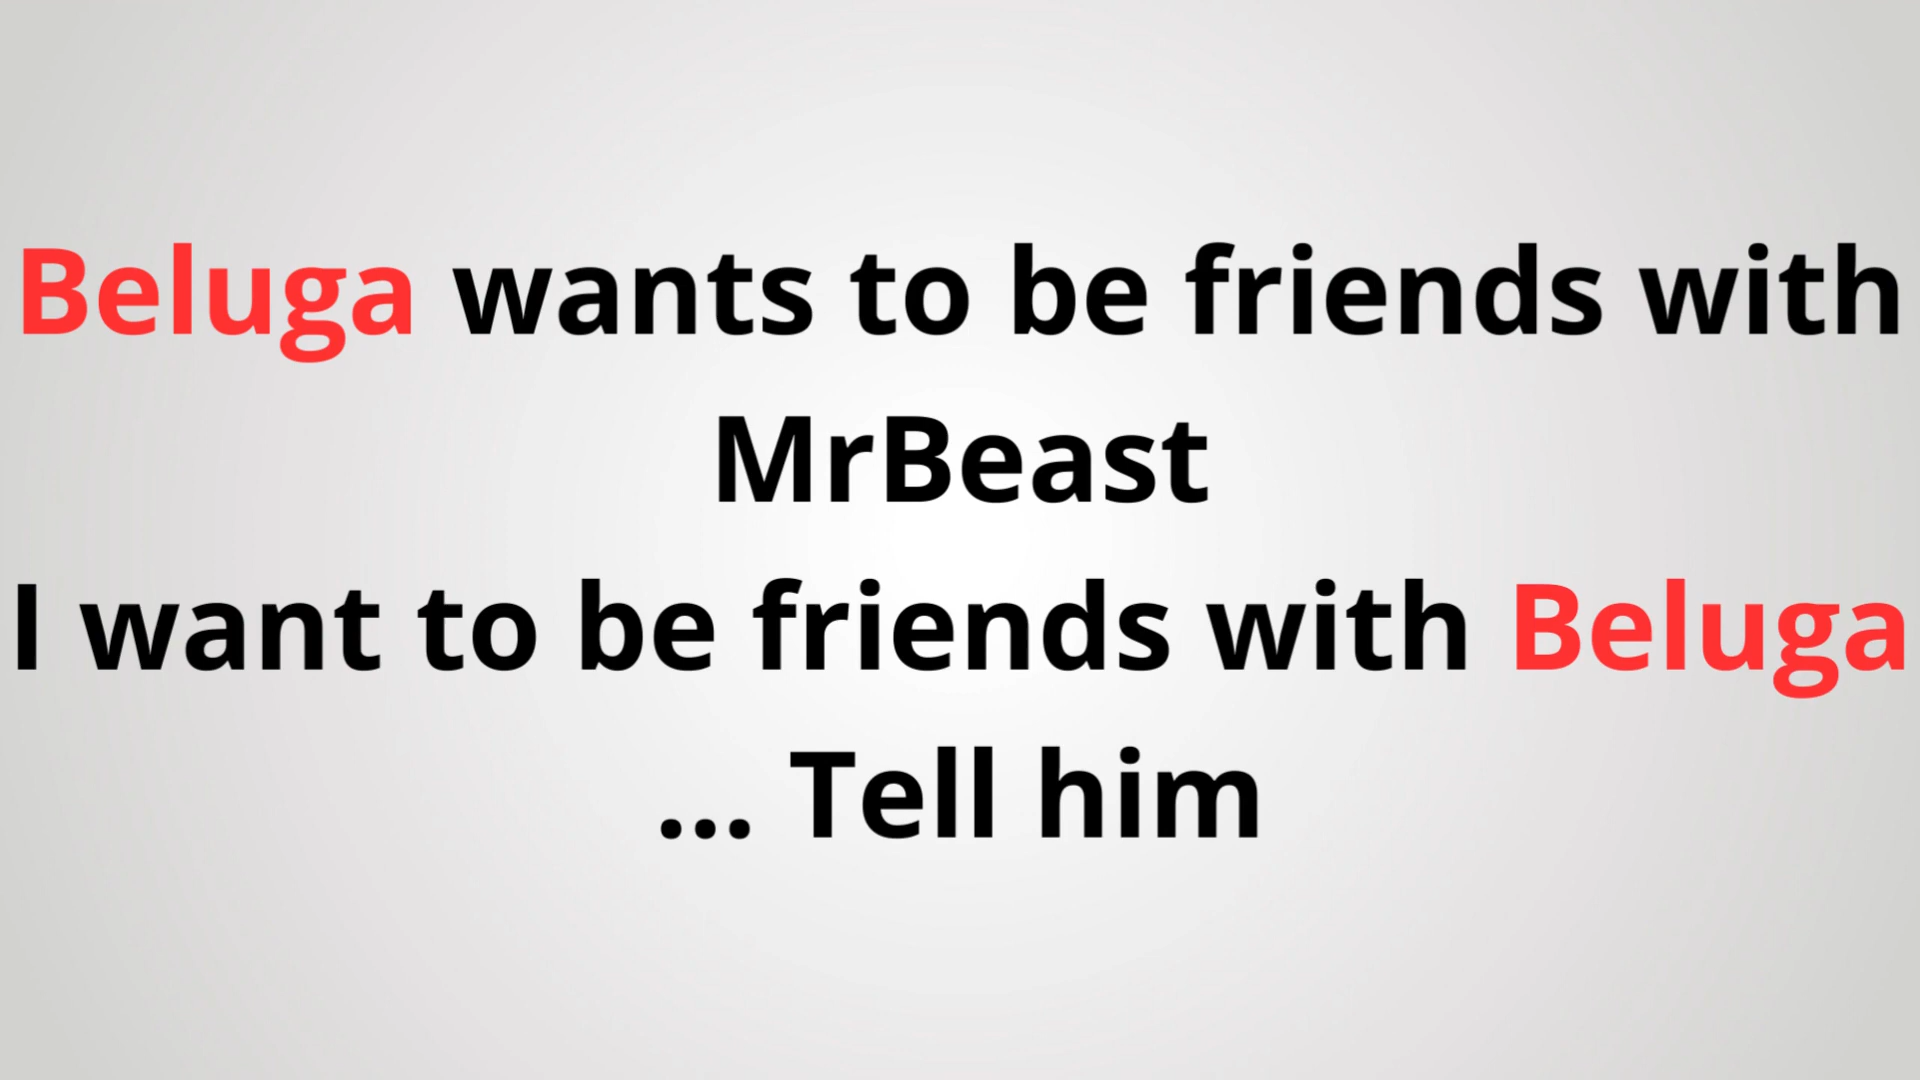 Beluga wants to be friends with
MrBeast
I want to be friends with Beluga
... Tell him